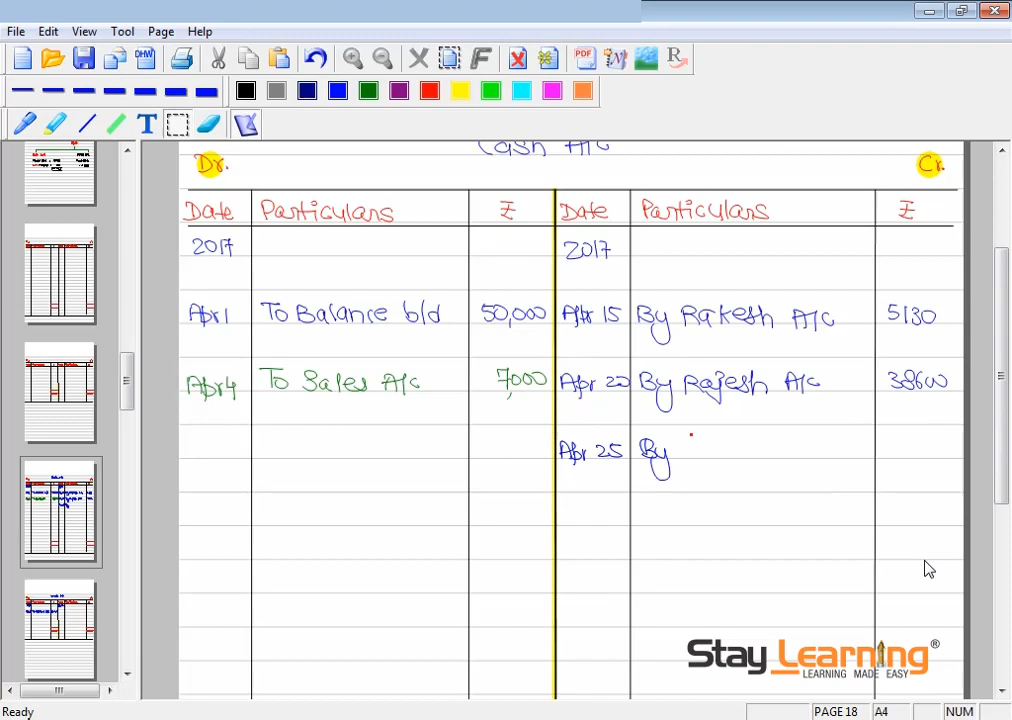 File Edit View Tool Page Help
Cash A/c
Dr. Cr.
Date Particulars ₹ Date Particulars ₹
2017 2017
Apr 1 To Balance b/d 50,000 Apr 15 By Rakesh A/c 5130
Apr 4 To Sales A/c 7,000 Apr 20 By Rajesh A/c 38600
Apr 25 By
Stay Learning®
LEARNING MADE EASY
Ready PAGE 18 A4 NUM